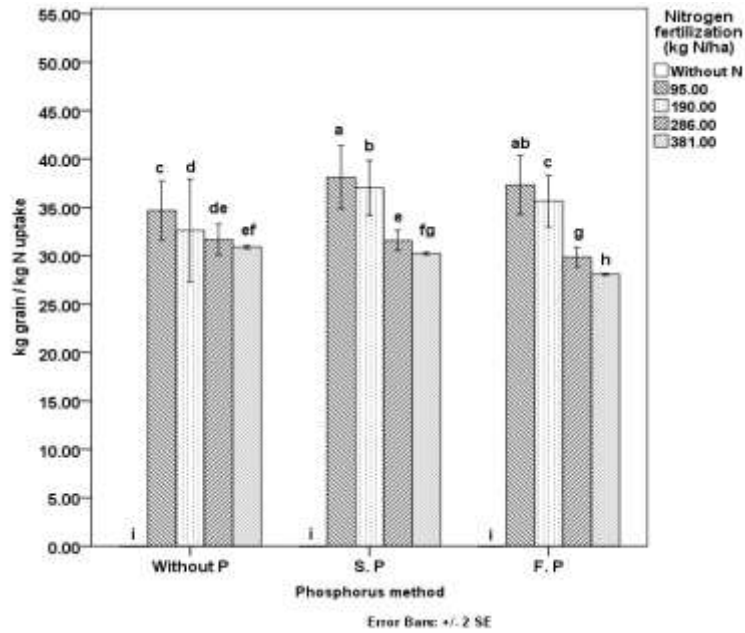 55.00
50.00
45.00
40.00
35.00
30.00
25.00
20.00
15.00
10.00
5.00
0.00
kg grain / kg N uptake
i c d de ef
i a b e fg
i ab c g h
Without P S. P F. P
Phosphorus method
Error Bars: +/- 2 SE
Nitrogen
fertilization
(kg N/ha)
Without N
95.00
190.00
286.00
381.00